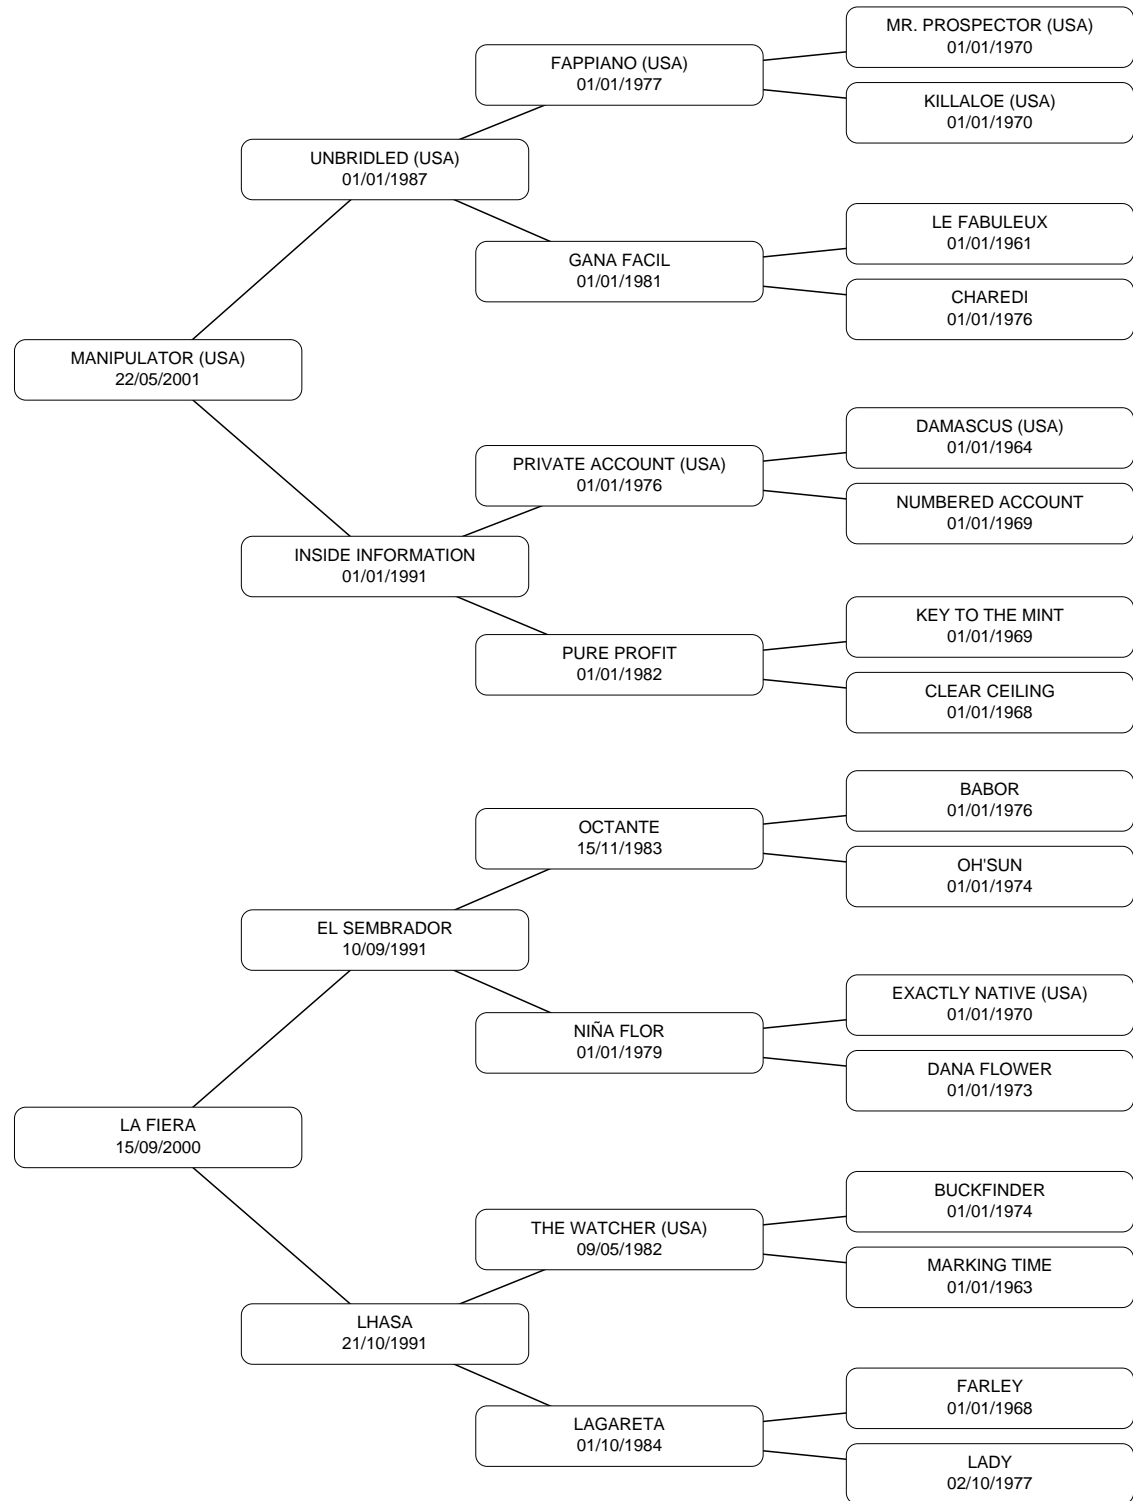 MR. PROSPECTOR (USA)
01/01/1970
FAPPIANO (USA)
01/01/1977
KILLALOE (USA)
01/01/1970
UNBRIDLED (USA)
01/01/1987
LE FABULEUX
01/01/1961
GANA FACIL
01/01/1981
CHAREDI
01/01/1976
MANIPULATOR (USA)
22/05/2001
DAMASCUS (USA)
01/01/1964
PRIVATE ACCOUNT (USA)
01/01/1976
NUMBERED ACCOUNT
01/01/1969
INSIDE INFORMATION
01/01/1991
KEY TO THE MINT
01/01/1969
PURE PROFIT
01/01/1982
CLEAR CEILING
01/01/1968
BABOR
01/01/1976
OCTANTE
15/11/1983
OH'SUN
01/01/1974
EL SEMBRADOR
10/09/1991
EXACTLY NATIVE (USA)
01/01/1970
NIÑA FLOR
01/01/1979
DANA FLOWER
01/01/1973
LA FIERA
15/09/2000
BUCKFINDER
01/01/1974
THE WATCHER (USA)
09/05/1982
MARKING TIME
01/01/1963
LHASA
21/10/1991
FARLEY
01/01/1968
LAGARETA
01/10/1984
LADY
02/10/1977